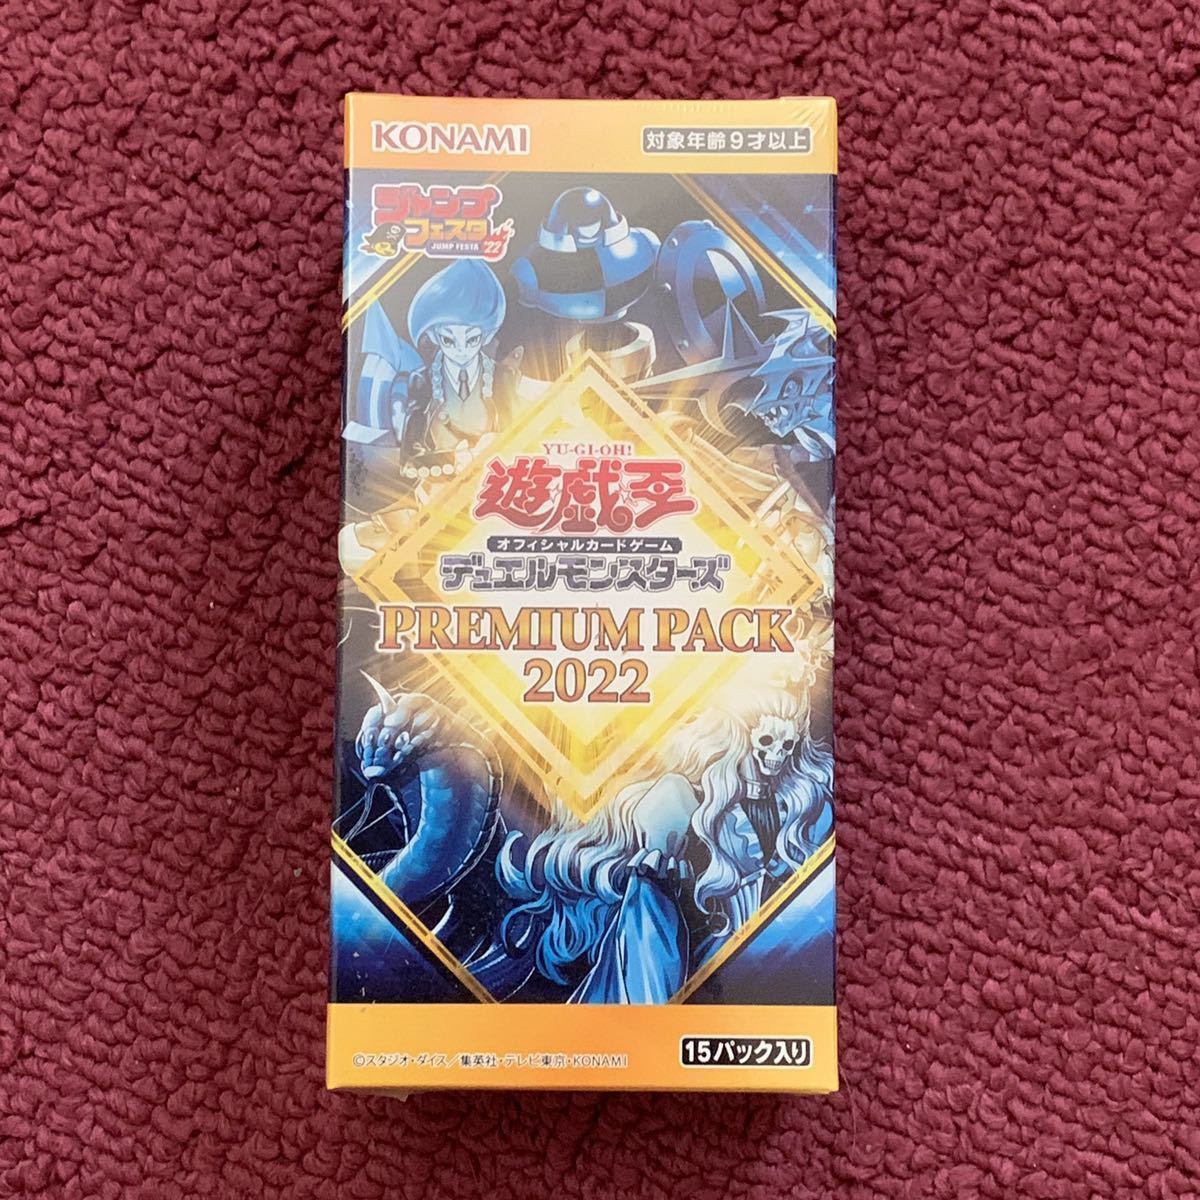 KONAMI
対象年齢9才以上
ジャンプ
フェスタ
JUMP FESTA '22
YU-GI-OH!
遊☆戯☆王
オフィシャルカードゲーム
デュエルモンスターズ
PREMIUM PACK
2022
©スタジオ・ダイス/集英社・テレビ東京・KONAMI
15パック入り